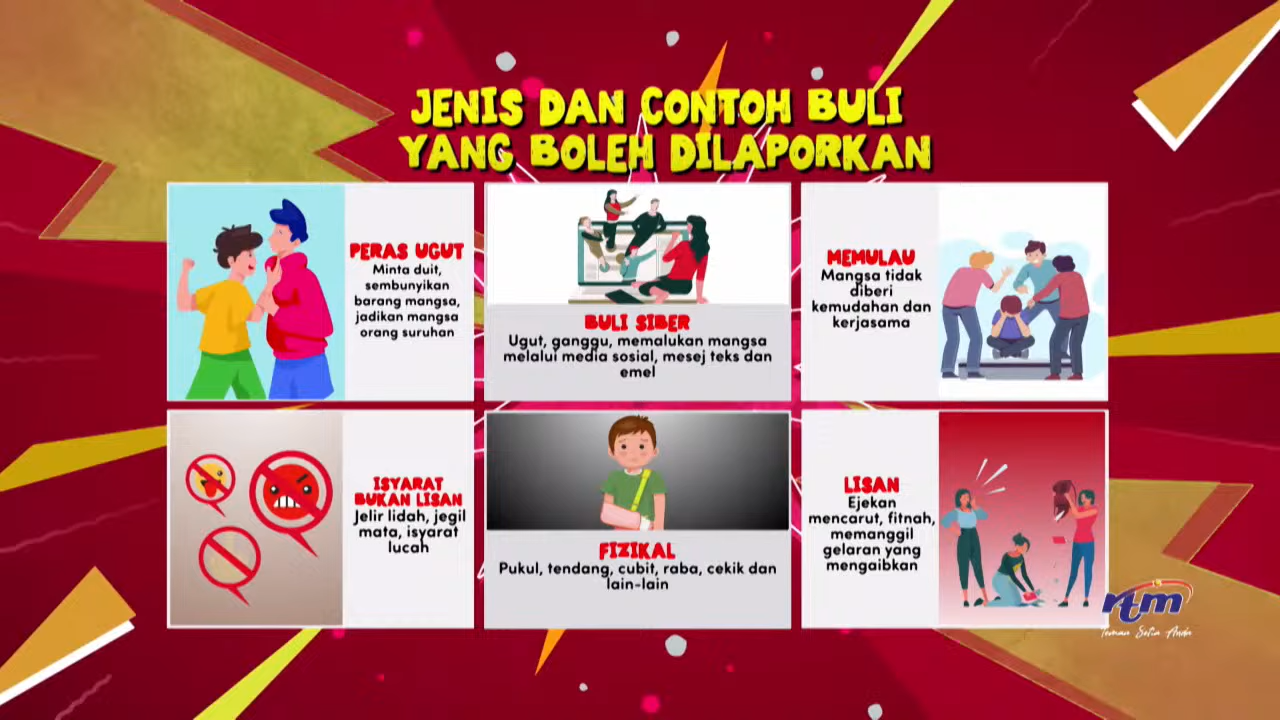 JENIS DAN CONTOH BULI
YANG BOLEH DILAPORKAN
PERAS UGUT
Minta duit,
sembunyikan
barang mangsa,
jadikan mangsa
orang suruhan
BULI SIBER
Ugut, ganggu, memalukan mangsa
melalui media sosial, mesej teks dan
emel
MEMULAU
Mangsa tidak
diberi
kemudahan dan
kerjasama
ISYARAT
BUKAN LISAN
Jelir lidah, jegil
mata, isyarat
lucah
FIZIKAL
Pukul, tendang, cubit, raba, cekik dan
lain-lain
LISAN
Ejekan
mencarut, fitnah,
memanggil
gelaran yang
mengaibkan
rtm
Teman Setia Anda